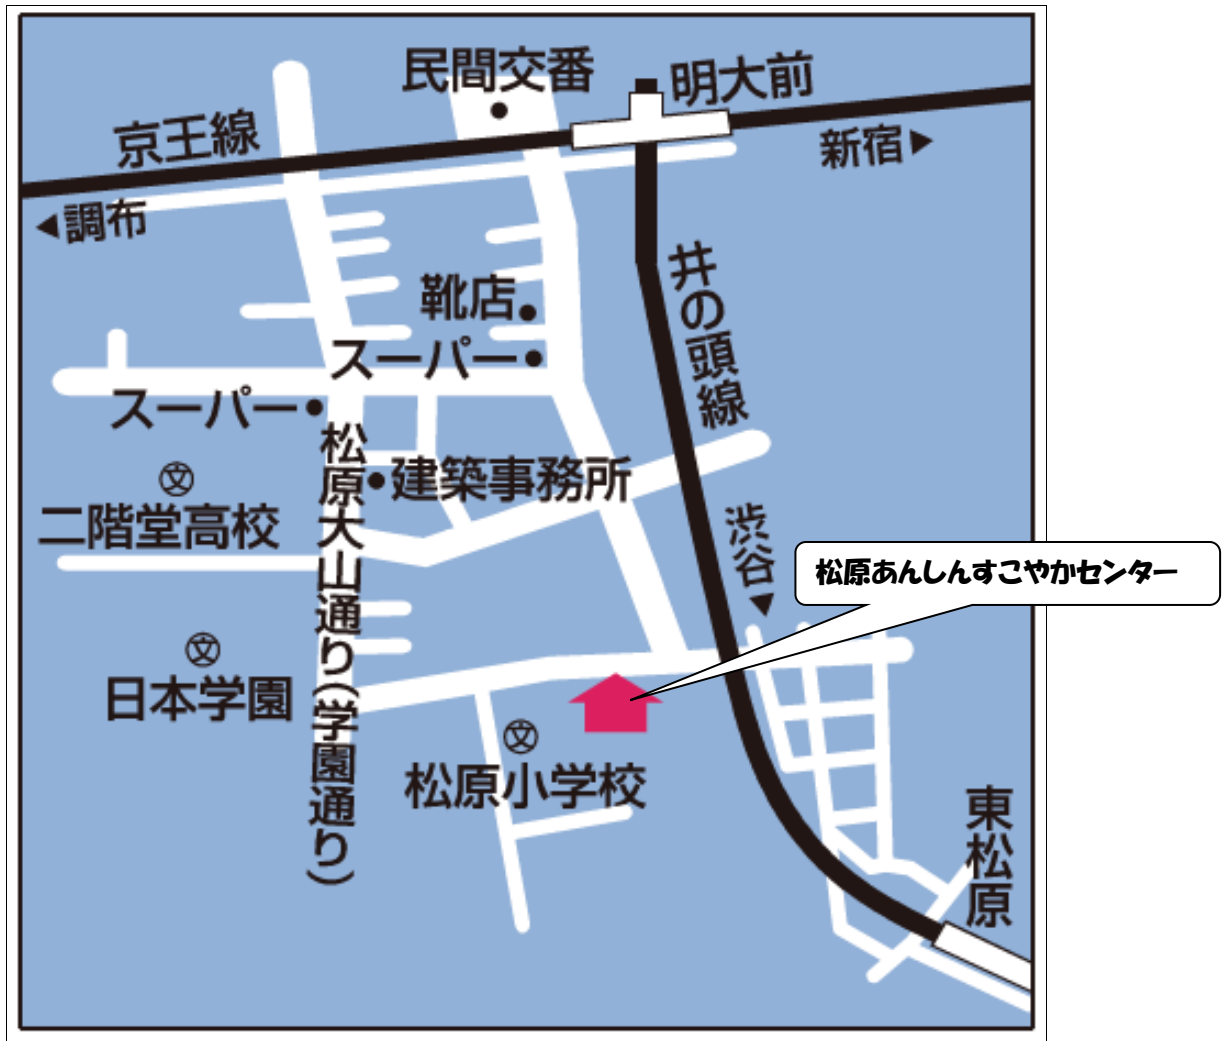 民間交番
明大前
京王線
新宿▶
◀調布
井の頭線
靴店
スーパー
スーパー
松原大山通り(学園通り)
建築事務所
文
二階堂高校
渋谷▼
松原あんしんすこやかセンター
文
日本学園
文
松原小学校
東松原